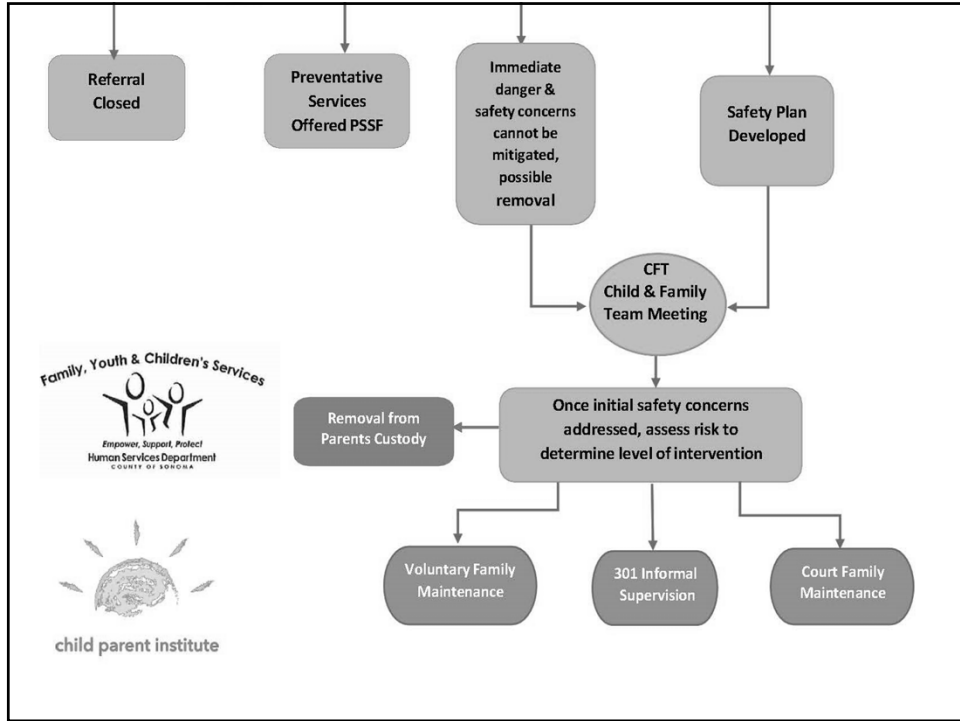 Referral
Closed
Preventative
Services
Offered PSSF
Immediate
danger &
safety concerns
cannot be
mitigated,
possible
removal
Safety Plan
Developed
CFT
Child & Family
Team Meeting
Family, Youth & Children's Services
Empower, Support, Protect
Human Services Department
COUNTY OF SONOMA
Removal from
Parents Custody
Once initial safety concerns
addressed, assess risk to
determine level of intervention
Voluntary Family
Maintenance
301 Informal
Supervision
Court Family
Maintenance
child parent institute